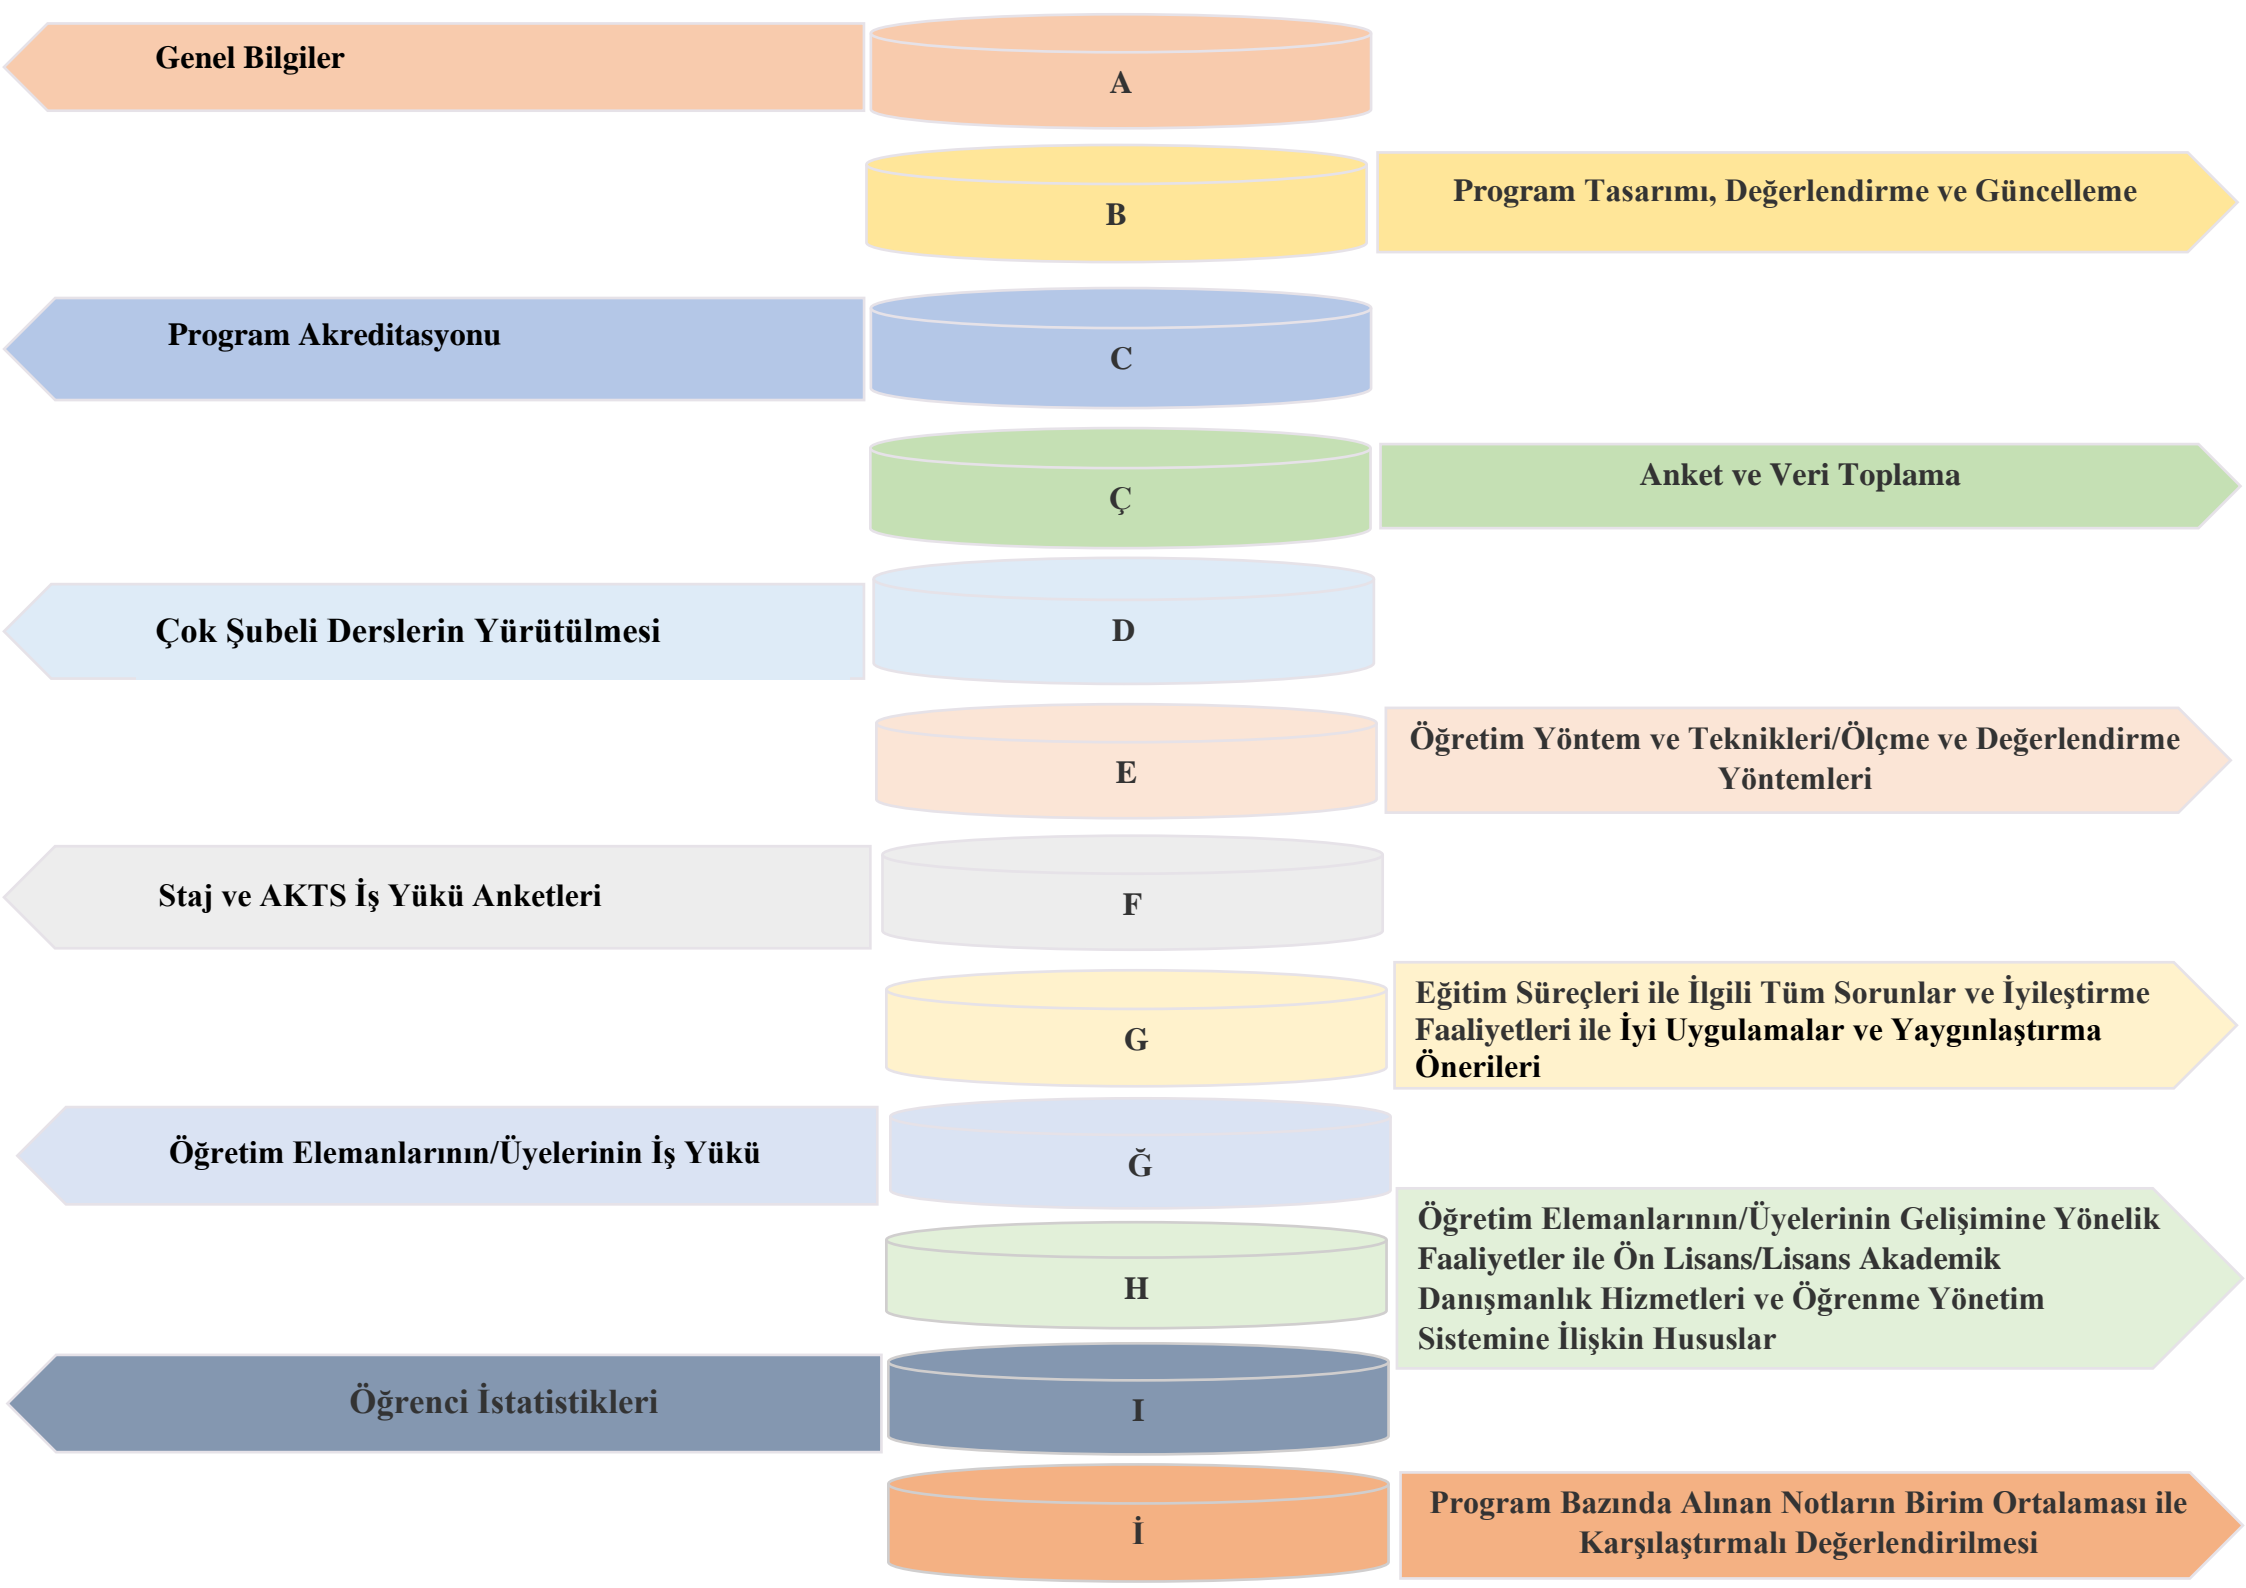 Genel Bilgiler
A
B
Program Tasarımı, Değerlendirme ve Güncelleme
Program Akreditasyonu
C
Ç
Anket ve Veri Toplama
Çok Şubeli Derslerin Yürütülmesi
D
E
Öğretim Yöntem ve Teknikleri/Ölçme ve Değerlendirme
Yöntemleri
Staj ve AKTS İş Yükü Anketleri
F
G
Eğitim Süreçleri ile İlgili Tüm Sorunlar ve İyileştirme
Faaliyetleri ile İyi Uygulamalar ve Yaygınlaştırma
Önerileri
Öğretim Elemanlarının/Üyelerinin İş Yükü
Ğ
H
Öğretim Elemanlarının/Üyelerinin Gelişimine Yönelik
Faaliyetler ile Ön Lisans/Lisans Akademik
Danışmanlık Hizmetleri ve Öğrenme Yönetim
Sistemine İlişkin Hususlar
Öğrenci İstatistikleri
I
İ
Program Bazında Alınan Notların Birim Ortalaması ile
Karşılaştırmalı Değerlendirilmesi